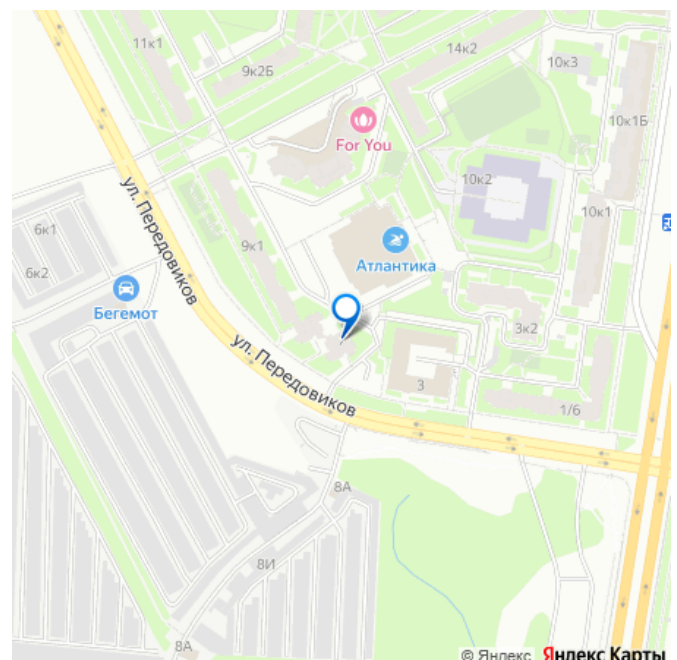 11к1
9к2Б
14к2
10к3
10к1Б
For You
10к2
10к1
ул. Передовиков
6к1
6к2
9к1
Атлантика
Бегемот
ул. Передовиков
3к2
3
1/6
8А
8И
8А
© Яндекс Яндекс Карты